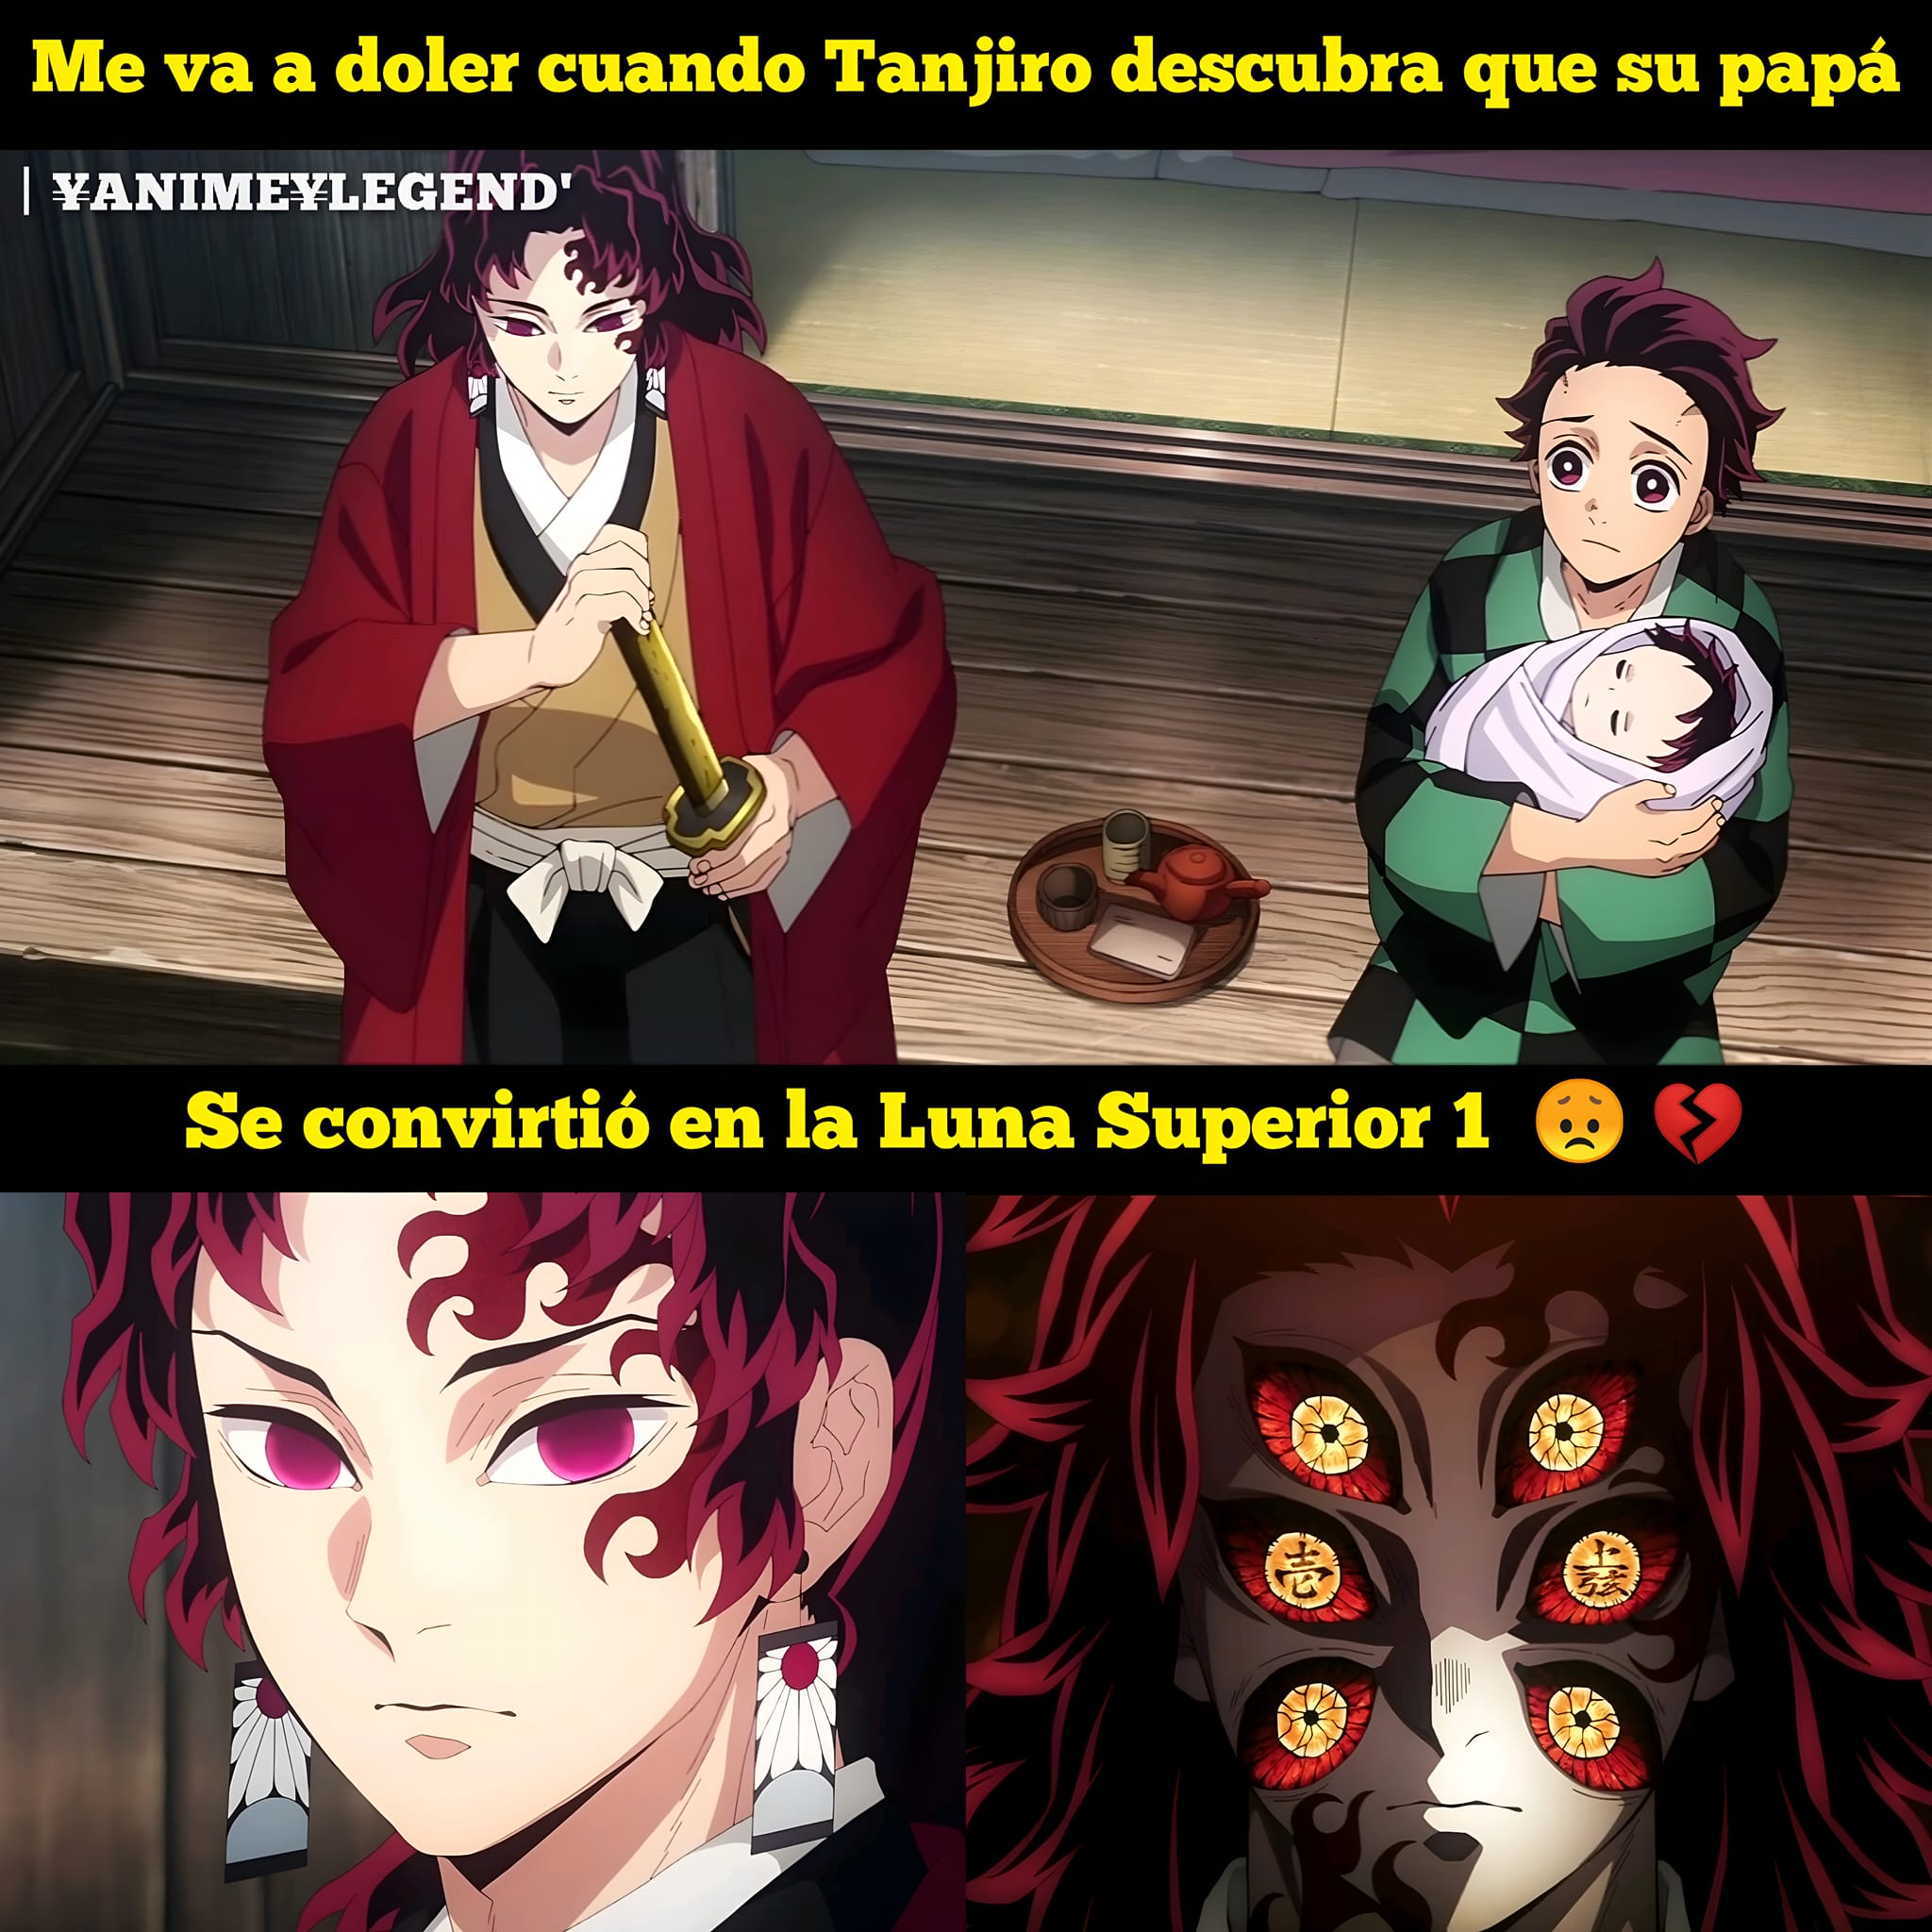 Me va a doler cuando Tanjiro descubra que su papá
| ¥ANIME¥LEGEND'
Se convirtió en la Luna Superior 1 😞 💔
壱 上弦